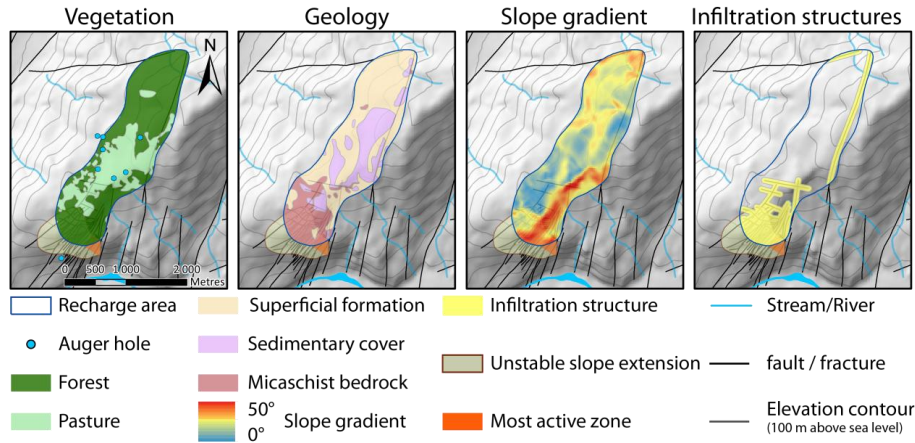 Vegetation
Geology
Slope gradient
Infiltration structures
N
0 500 1 000 2 000
Metres
Recharge area
Superficial formation
Infiltration structure
Stream/River
Auger hole
Sedimentary cover
Unstable slope extension
fault / fracture
Forest
Micaschist bedrock
Pasture
50°
0°
Slope gradient
Most active zone
Elevation contour
(100 m above sea level)